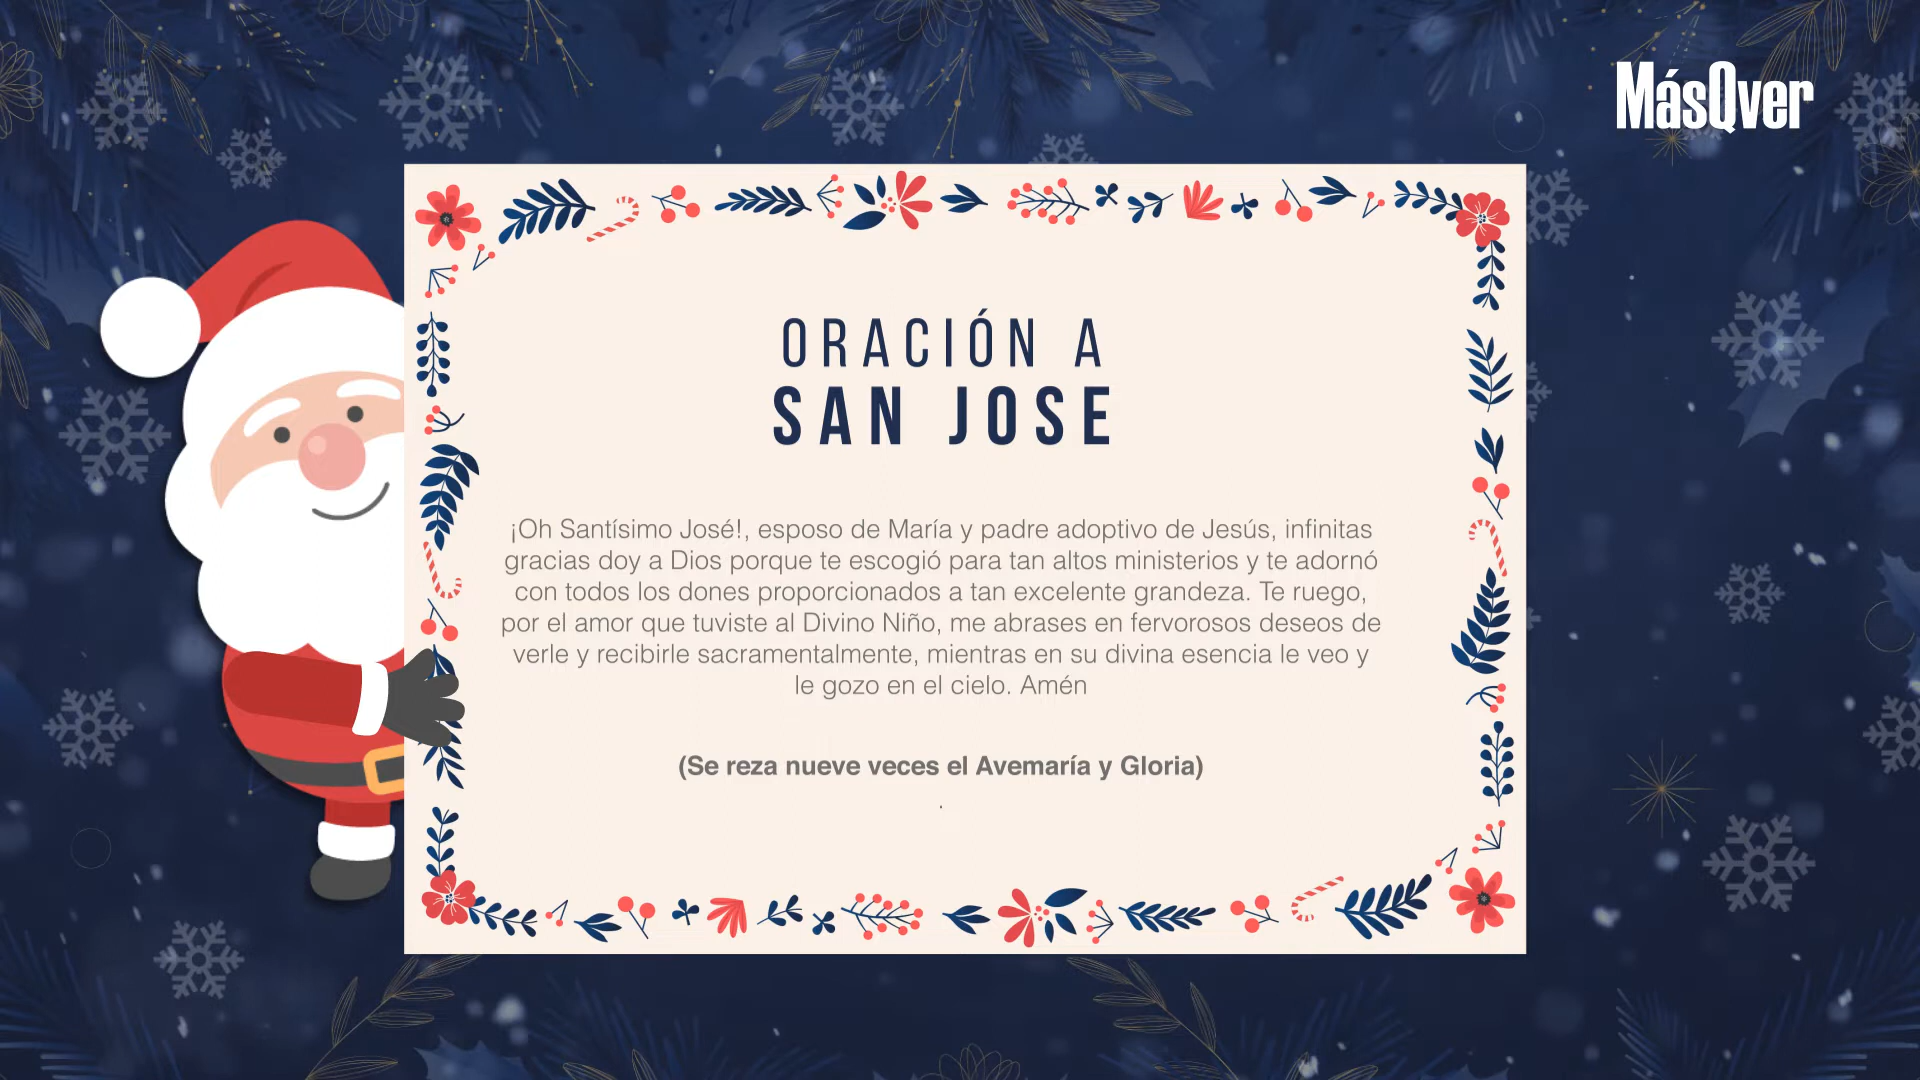 MásQver
ORACIÓN A
SAN JOSE
¡Oh Santísimo José!, esposo de María y padre adoptivo de Jesús, infinitas
gracias doy a Dios porque te escogió para tan altos ministerios y te adornó
con todos los dones proporcionados a tan excelente grandeza. Te ruego,
por el amor que tuviste al Divino Niño, me abrases en fervorosos deseos de
verle y recibirle sacramentalmente, mientras en su divina esencia le veo y
le gozo en el cielo. Amén
(Se reza nueve veces el Avemaría y Gloria)
.